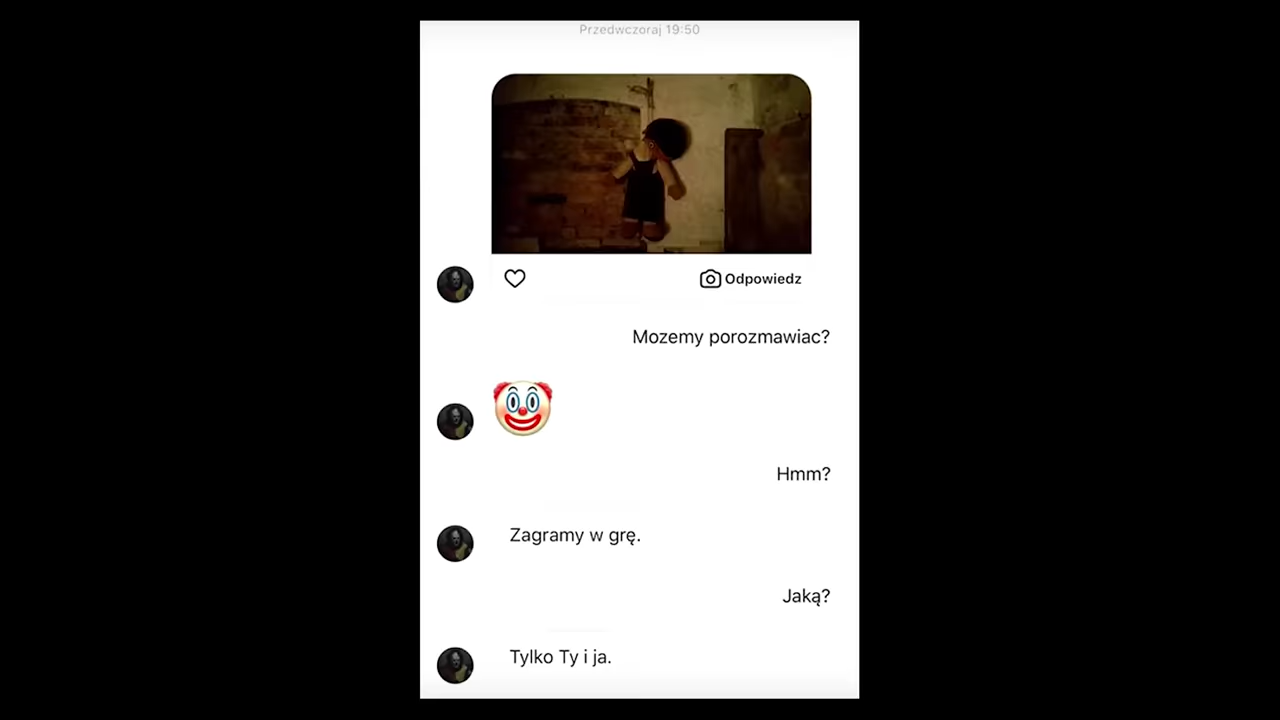 Przedwczoraj 19:50
Odpowiedz
Mozemy porozmawiac?
Hmm?
Zagramy w grę.
Jaką?
Tylko Ty i ja.